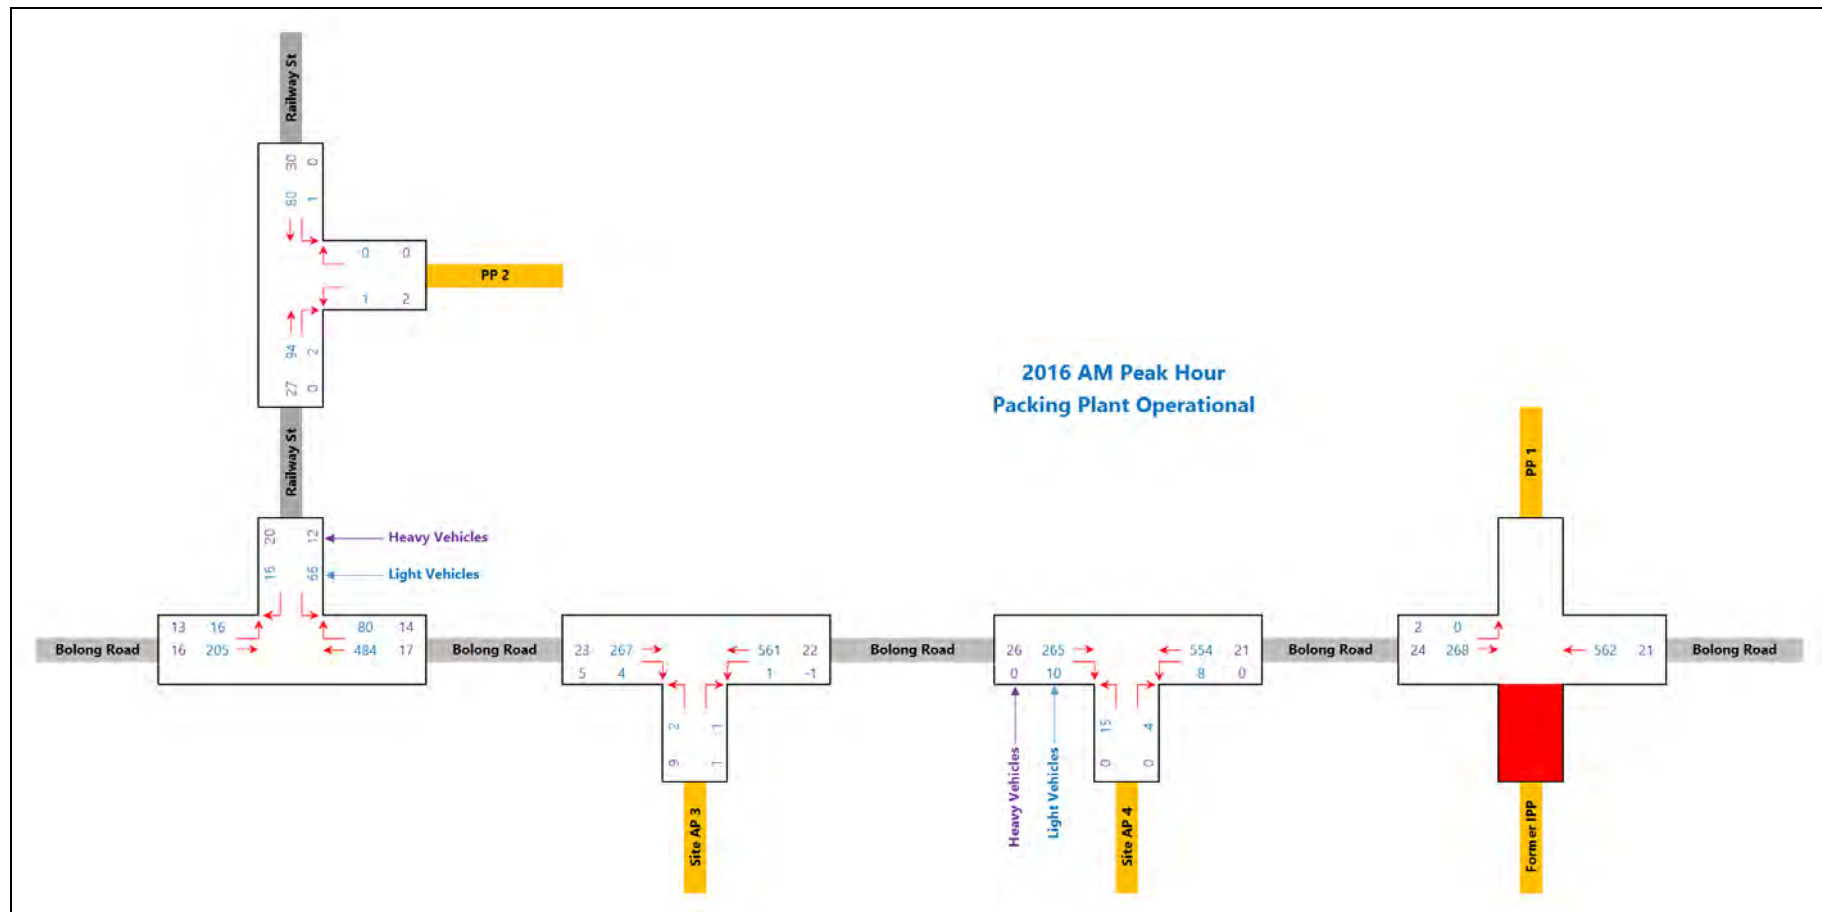 Railway St
30 0
80 1
0 0
PP 2
1 2
94 2
27 0
2016 AM Peak Hour
Packing Plant Operational
Railway St
PP 1
20 12
Heavy Vehicles
16 66
Light Vehicles
13 16 80 14
2 0
Bolong Road
16 205 484 17
Bolong Road
23 267 561 22
Bolong Road
26 265 554 21
Bolong Road
24 268 562 21
Bolong Road
5 4 1 -1
0 10 8 0
2 1
15 4
9 1
0 0
Heavy Vehicles
Light Vehicles
Site AP 3
Site AP 4
Former IPP